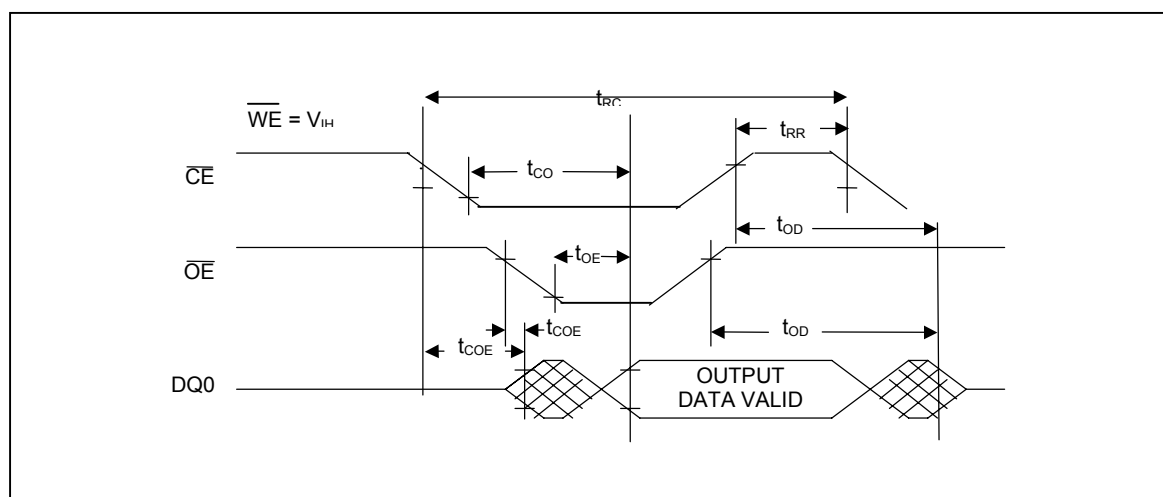 tRC
WE = VIH
tRR
CE
tCO
tOD
OE
tOE
tCOE
tOD
tCOE
DQ0
OUTPUT
DATA VALID